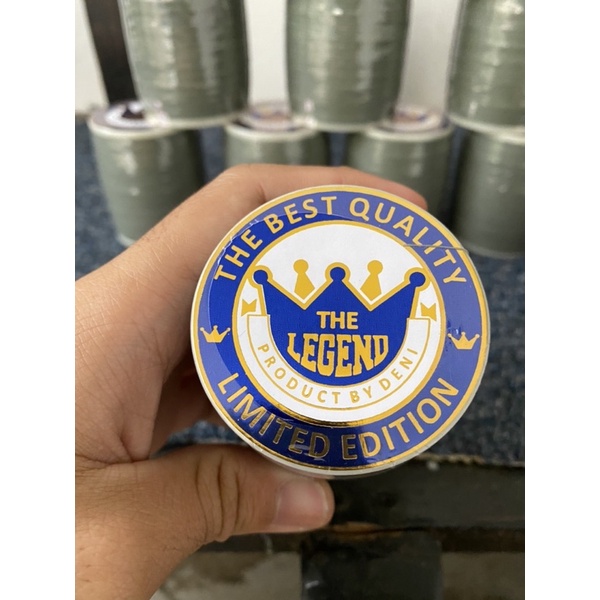 THE BEST QUALITY
THE
LEGEND
PRODUCT BY DENI
LIMITED EDITION